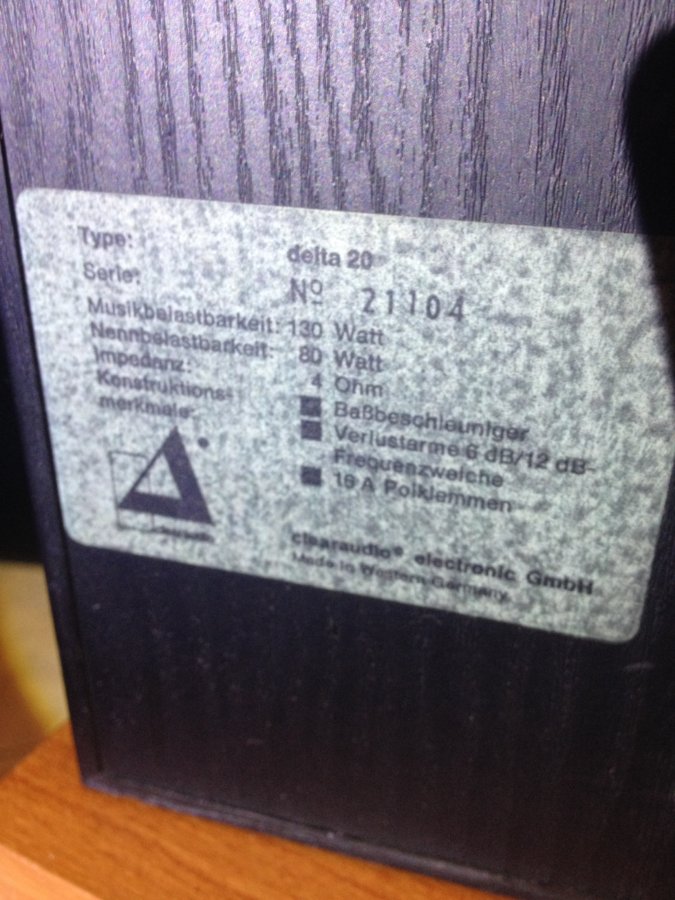 Type: delta 20
Serie: Nº 21104
Musikbelastbarkeit: 130 Watt
Nennbelastbarkeit: 80 Watt
Impedanz: 4 Ohm
Konstruktions-
merkmale:
Baßbeschleuniger
Verlustarme 6 dB/12 dB-
Frequenzweiche
16 A Polklemmen
clearaudio® electronic GmbH
Made in Western Germany